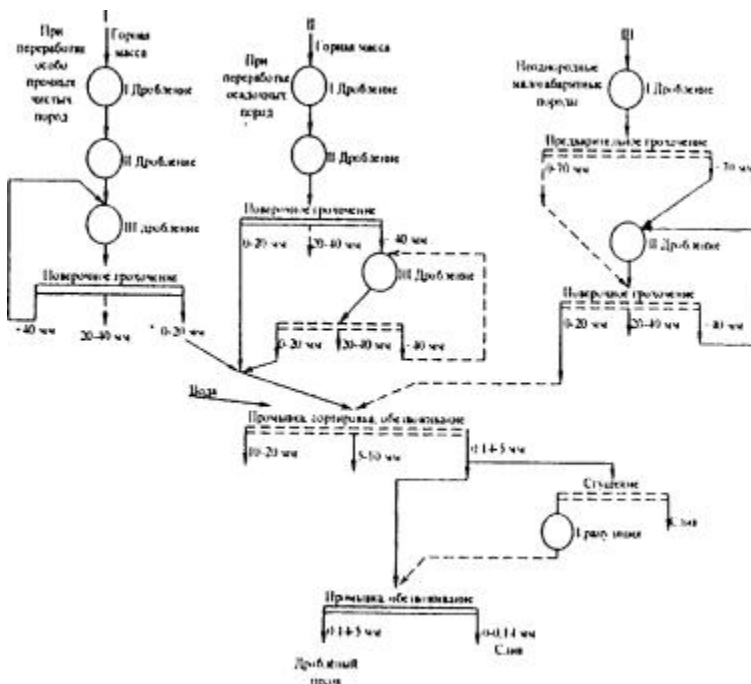 I
При
переработке
особо
прочных
чистых
пород
Горная
масса
I Дробление
II Дробление
III дробление
Поверочное грохочение
40 мм
20-40 мм
0-20 мм
II
При
переработке
осадочных
пород
Горная масса
I Дробление
II Дробление
Поверочное грохочение
0-20 мм
20-40 мм
40 мм
III Дробление
0-20 мм
20-40 мм
40 мм
III
Неоднородные
малогабаритные
породы
I Дробление
Предварительное грохочение
0-70 мм
70 мм
II Дробление
Поверочное грохочение
0-20 мм
20-40 мм
40 мм
Вода
Промывка, сортировка, обезвоживание
10-20 мм
5-10 мм
0,14-5 мм
Сгущение
Слив
Промывка, обезвоживание
0,14-5 мм
0-0,14 мм
Слив
Дробленый